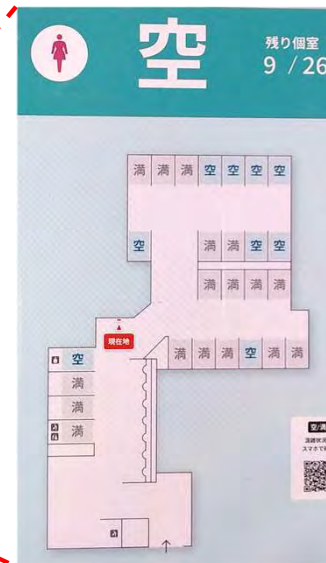 空
残り個室
9 / 26
満 満 満 空 空 空 空
空 満 満 空 空
満 満 満 満
現在地
満 満 満 空 満 満
空
満
満
満
空/満